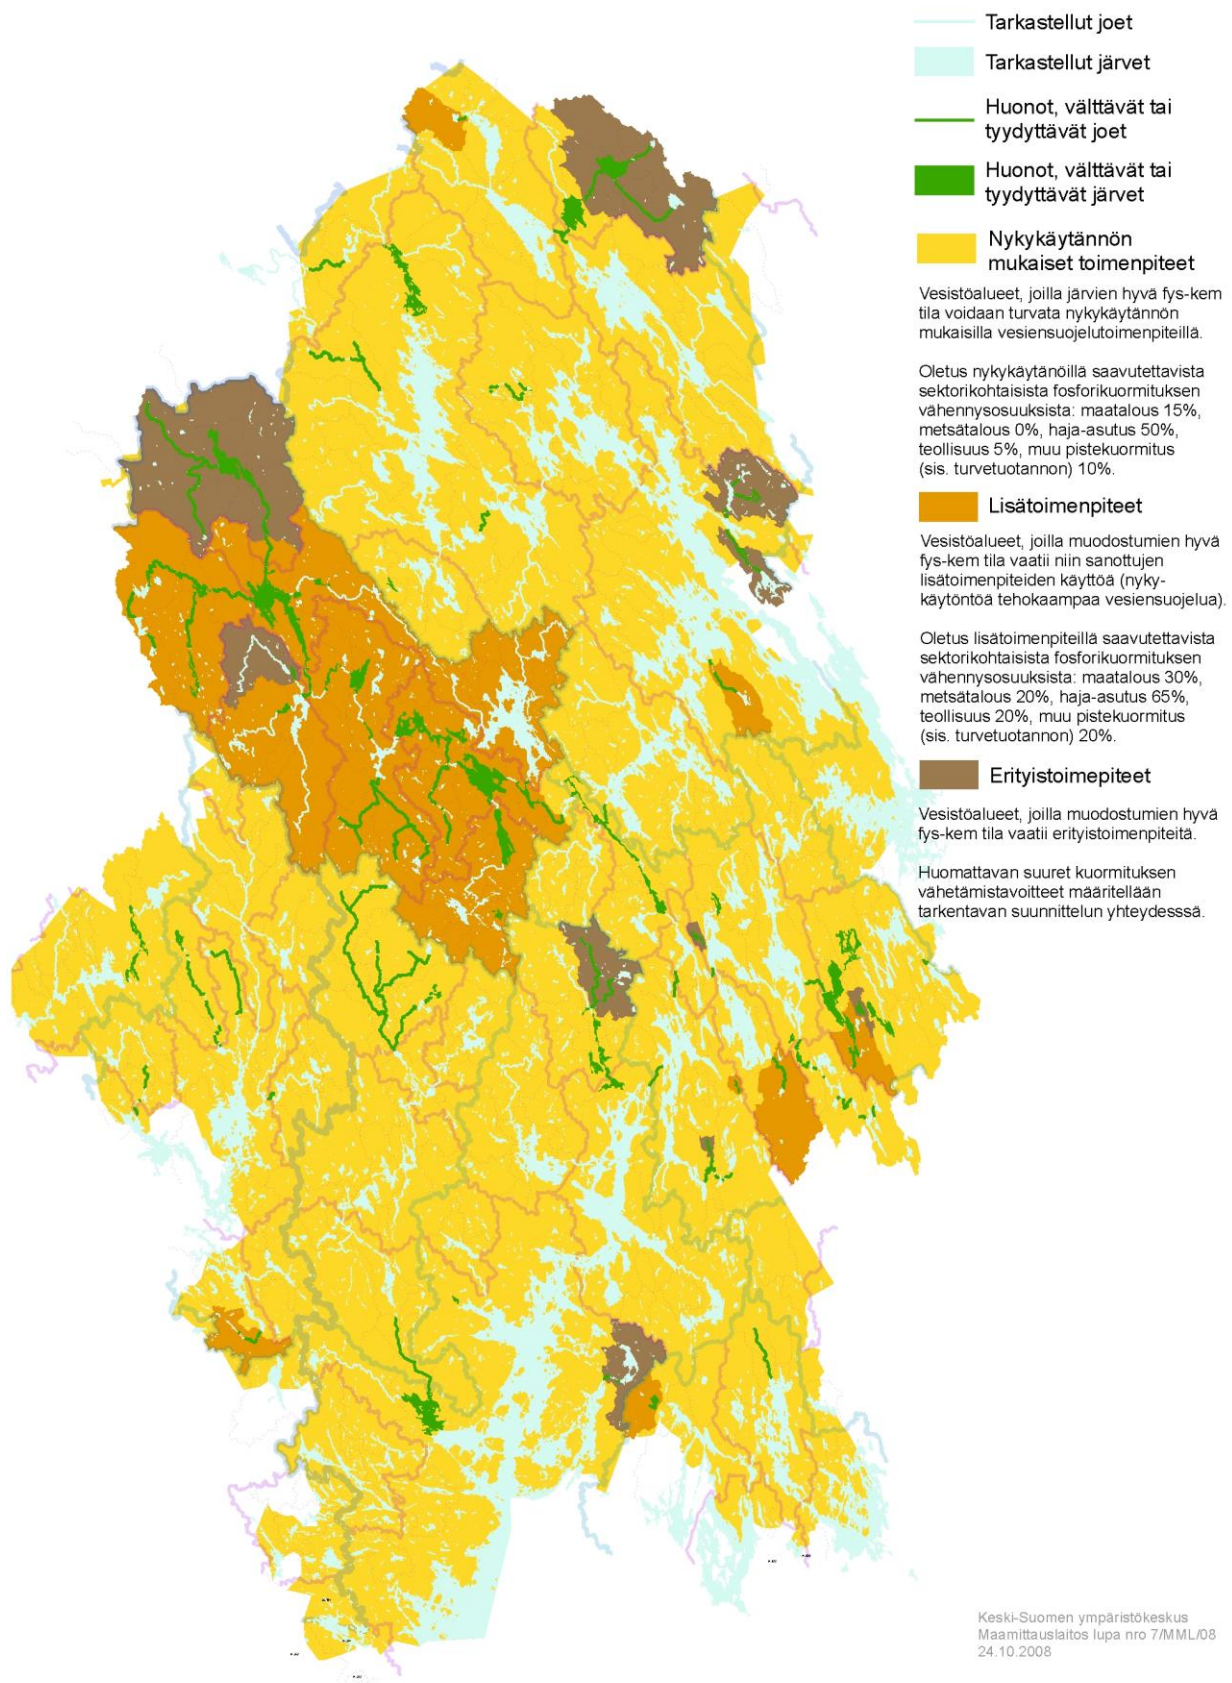 Tarkastellut joet
Tarkastellut järvet
Huonot, välttävät tai
tyydyttävät joet
Huonot, välttävät tai
tyydyttävät järvet
Nykykäytännön
mukaiset toimenpiteet
Vesistöalueet, joilla järvien hyvä fys-kem
tila voidaan turvata nykykäytännön
mukaisilla vesiensuojelutoimenpiteillä.
Oletus nykykäytänöillä saavutettavista
sektorikohtaisista fosforikuormituksen
vähennysosuuksista: maatalous 15%,
metsätalous 0%, haja-asutus 50%,
teollisuus 5%, muu pistekuormitus
(sis. turvetuotannon) 10%.
Lisätoimenpiteet
Vesistöalueet, joilla muodostumien hyvä
fys-kem tila vaatii niin sanottujen
lisätoimenpiteiden käyttöä (nyky-
käytöntöä tehokaampaa vesiensuojelua).
Oletus lisätoimenpiteillä saavutettavista
sektorikohtaisista fosforikuormituksen
vähennysosuuksista: maatalous 30%,
metsätalous 20%, haja-asutus 65%,
teollisuus 20%, muu pistekuormitus
(sis. turvetuotannon) 20%.
Erityistoimepiteet
Vesistöalueet, joilla muodostumien hyvä
fys-kem tila vaatii erityistoimenpiteitä.
Huomattavan suuret kuormituksen
vähetämistavoitteet määritellään
tarkentavan suunnittelun yhteydesssä.
Keski-Suomen ympäristökeskus
Maamittauslaitos lupa nro 7/MML/08
24.10.2008